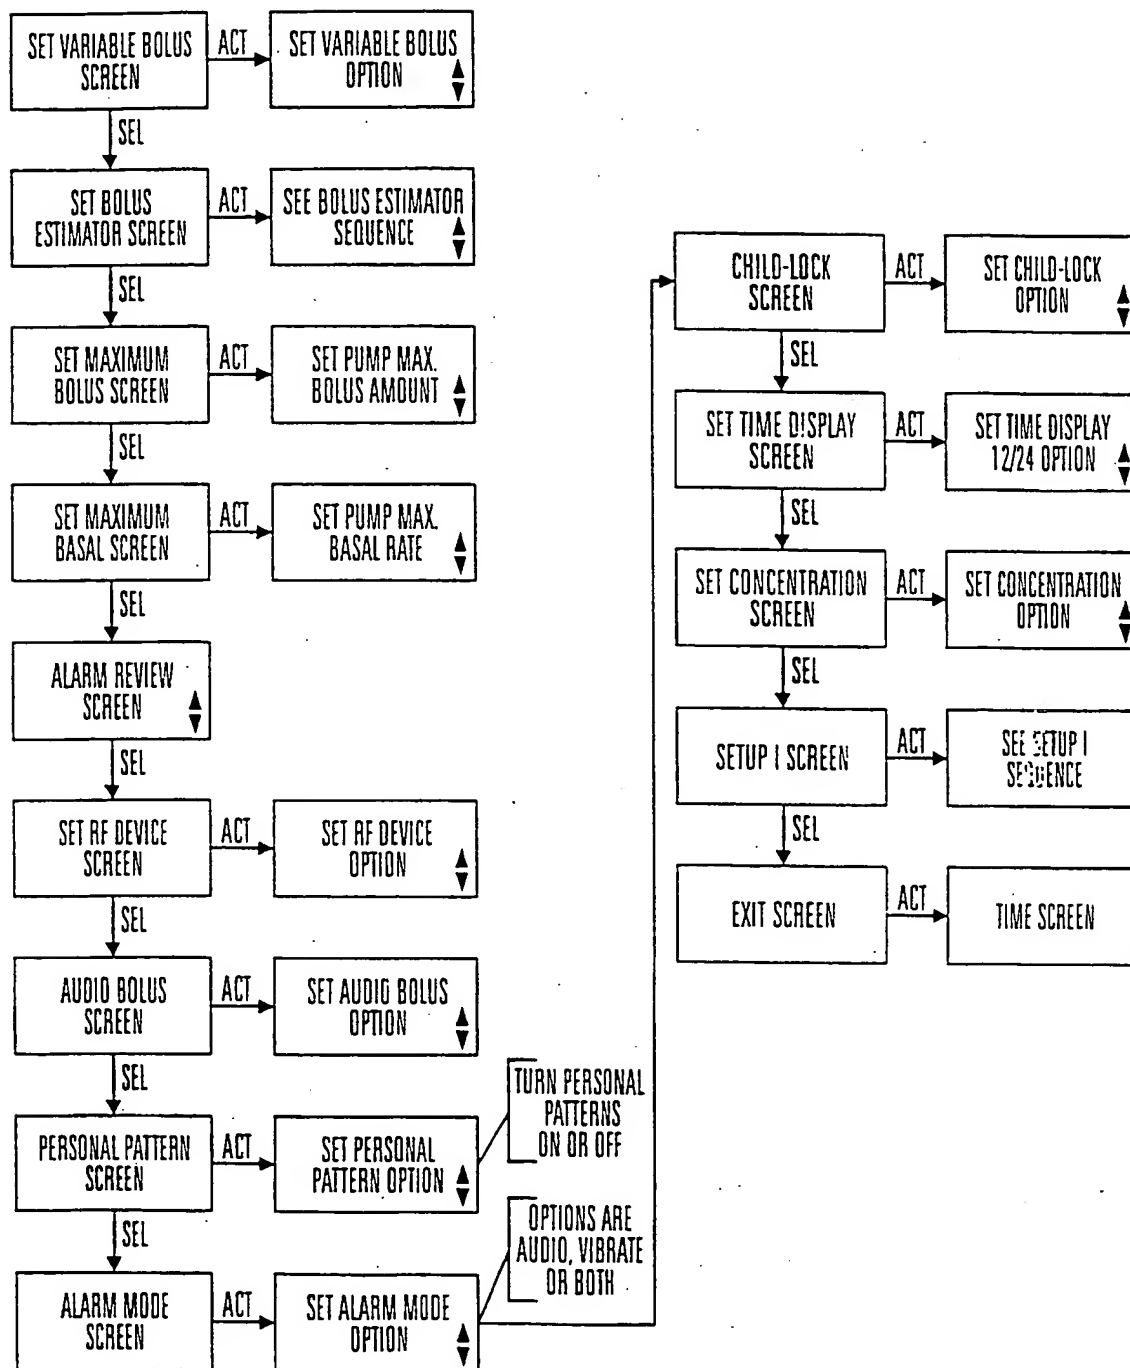 SET VARIABLE BOLUS
SCREEN
ACT
SET VARIABLE BOLUS
OPTION
SEL
SET BOLUS
ESTIMATOR SCREEN
ACT
SEE BOLUS ESTIMATOR
SEQUENCE
SEL
SET MAXIMUM
BOLUS SCREEN
ACT
SET PUMP MAX.
BOLUS AMOUNT
SEL
SET MAXIMUM
BASAL SCREEN
ACT
SET PUMP MAX.
BASAL RATE
SEL
ALARM REVIEW
SCREEN
SEL
SET RF DEVICE
SCREEN
ACT
SET RF DEVICE
OPTION
SEL
AUDIO BOLUS
SCREEN
ACT
SET AUDIO BOLUS
OPTION
SEL
PERSONAL PATTERN
SCREEN
ACT
SET PERSONAL
PATTERN OPTION
TURN PERSONAL
PATTERNS
ON OR OFF
SEL
ALARM MODE
SCREEN
ACT
SET ALARM MODE
OPTION
OPTIONS ARE
AUDIO, VIBRATE
OR BOTH
CHILD-LOCK
SCREEN
ACT
SET CHILD-LOCK
OPTION
SEL
SET TIME DISPLAY
SCREEN
ACT
SET TIME DISPLAY
12/24 OPTION
SEL
SET CONCENTRATION
SCREEN
ACT
SET CONCENTRATION
OPTION
SEL
SETUP I SCREEN
ACT
SEE SETUP I
SEQUENCE
SEL
EXIT SCREEN
ACT
TIME SCREEN